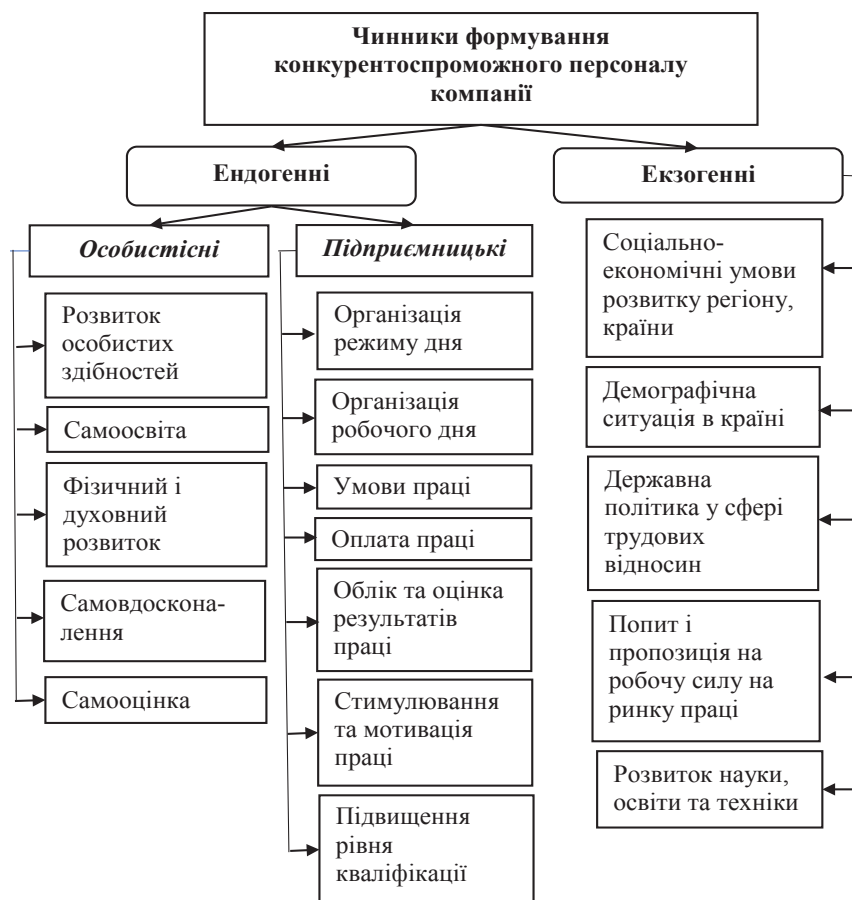 Чинники формування
конкурентоспроможного персоналу
компанії
Ендогенні
Екзогенні
Особистісні
Підприємницькі
Розвиток
особистих
здібностей
Самоосвіта
Фізичний і
духовний
розвиток
Самовдоскона-
лення
Самооцінка
Організація
режиму дня
Організація
робочого дня
Умови праці
Оплата праці
Облік та оцінка
результатів
праці
Стимулювання
та мотивація
праці
Підвищення
рівня
кваліфікації
Соціально-
економічні умови
розвитку регіону,
країни
Демографічна
ситуація в країні
Державна
політика у сфері
трудових
відносин
Попит і
пропозиція на
робочу силу на
ринку праці
Розвиток науки,
освіти та техніки